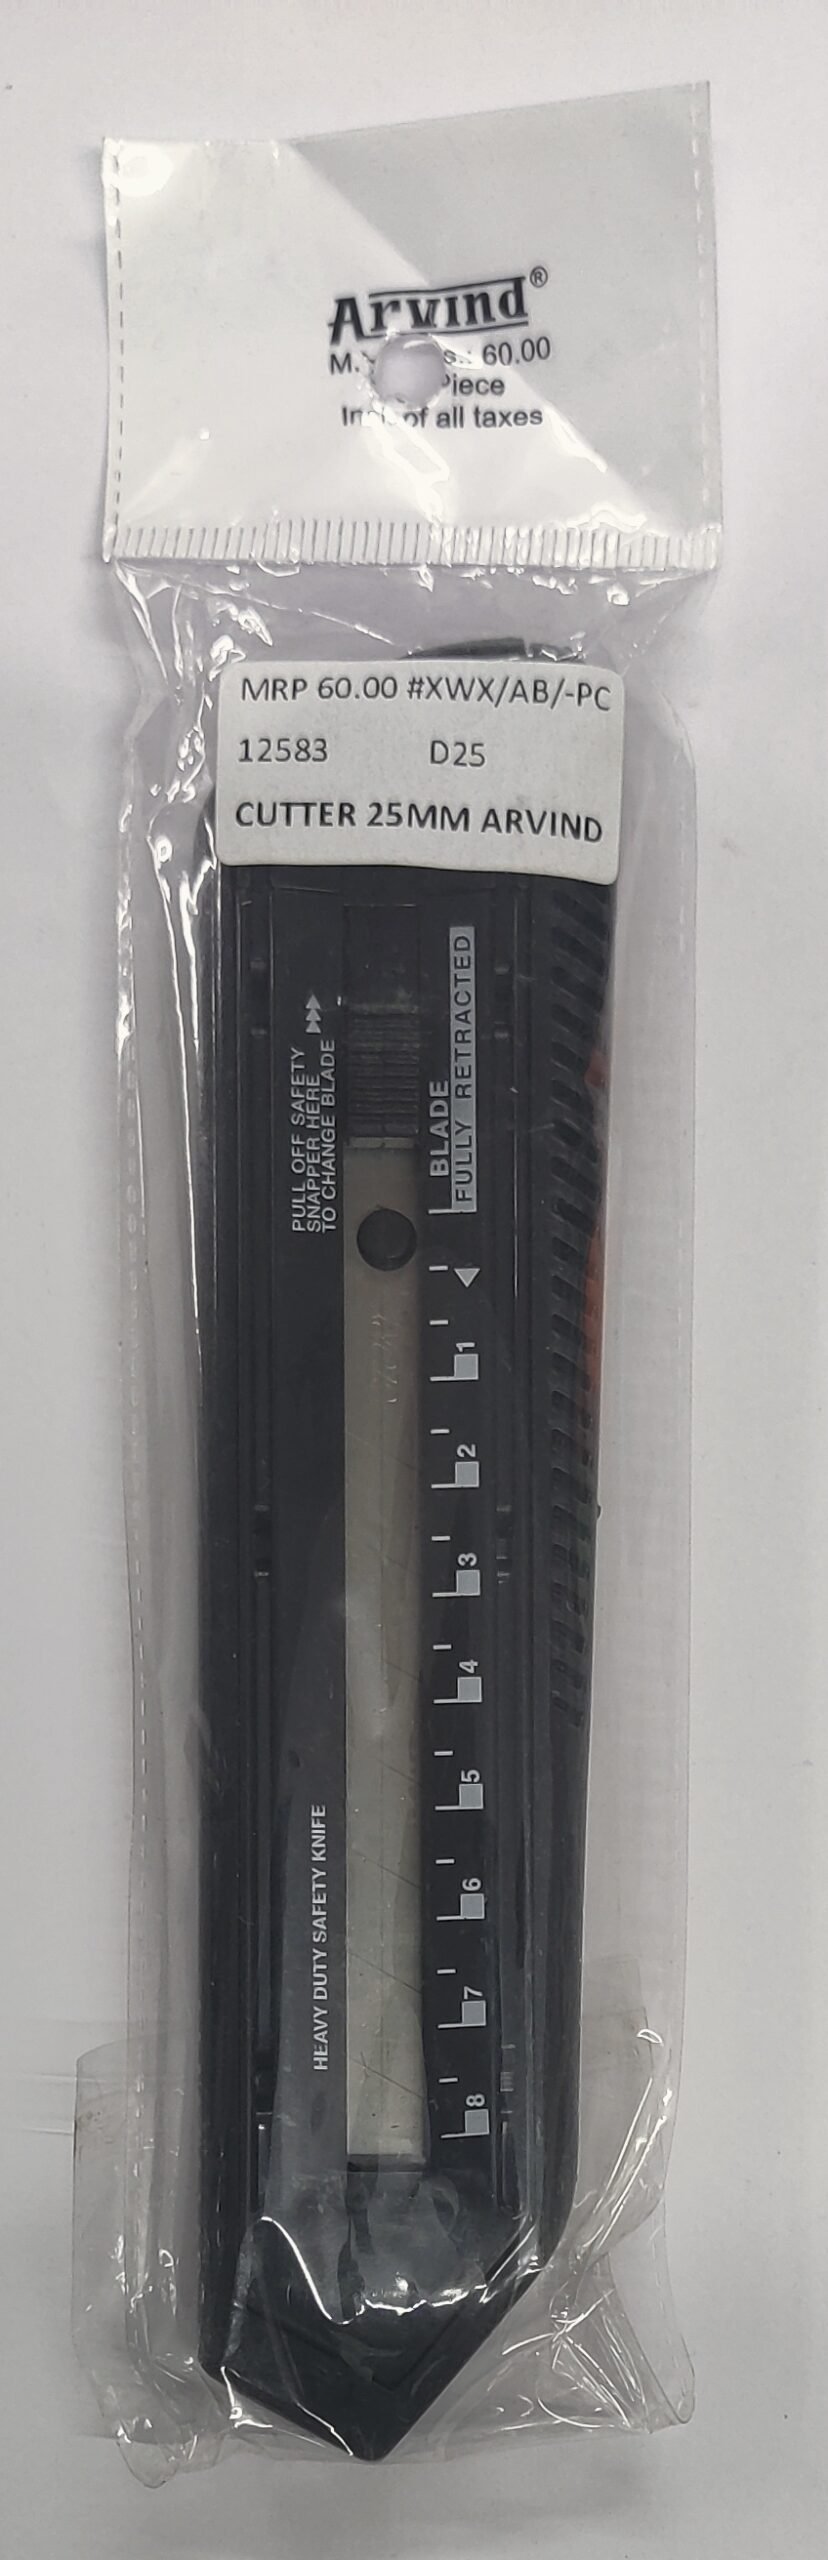 Arvind®
60.00
of all taxes
MRP 60.00 #XWX/AB/-PC
12583 D25
CUTTER 25MM ARVIND
PULL OFF SAFETY
SNAPPER HERE
TO CHANGE BLADE
BLADE
FULLY RETRACTED
1
2
3
4
5
6
7
8
HEAVY DUTY SAFETY KNIFE